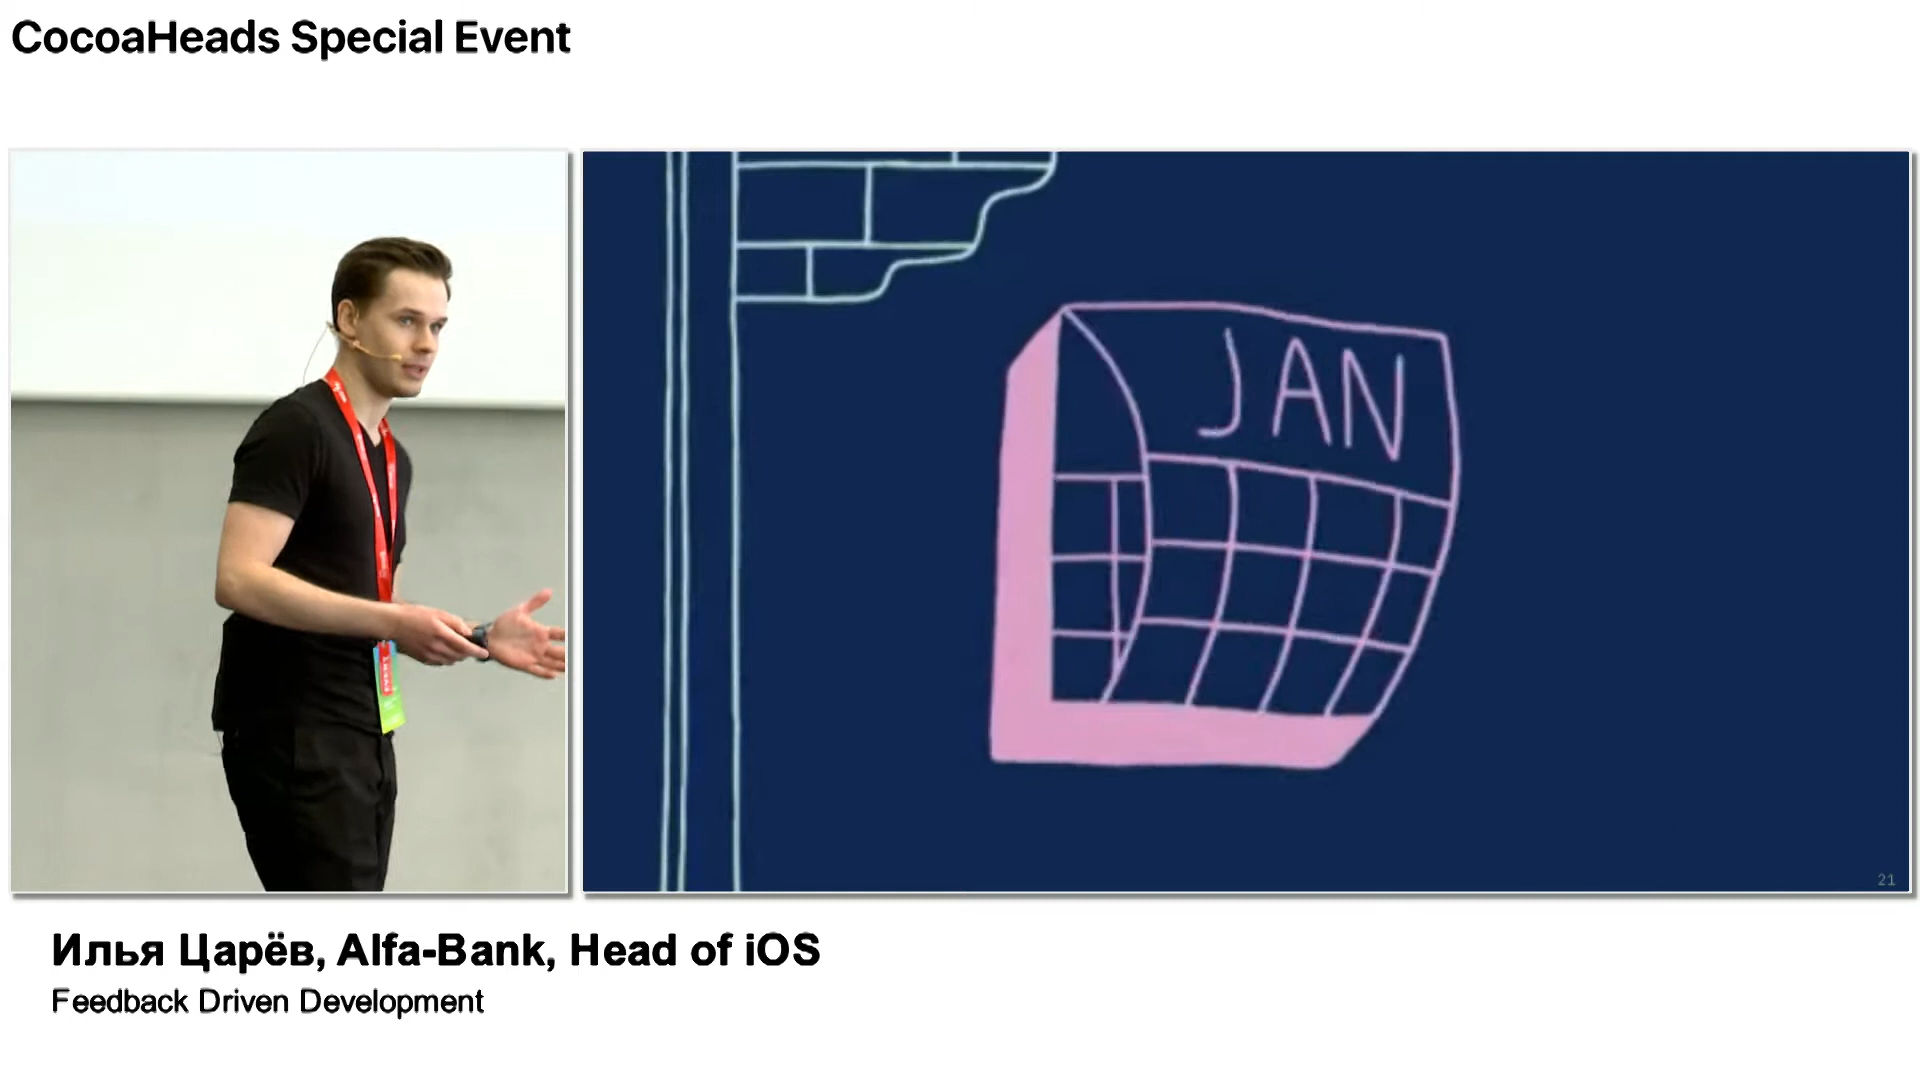 CocoaHeads Special Event
JAN
21
Илья Царёв, Alfa-Bank, Head of iOS
Feedback Driven Development